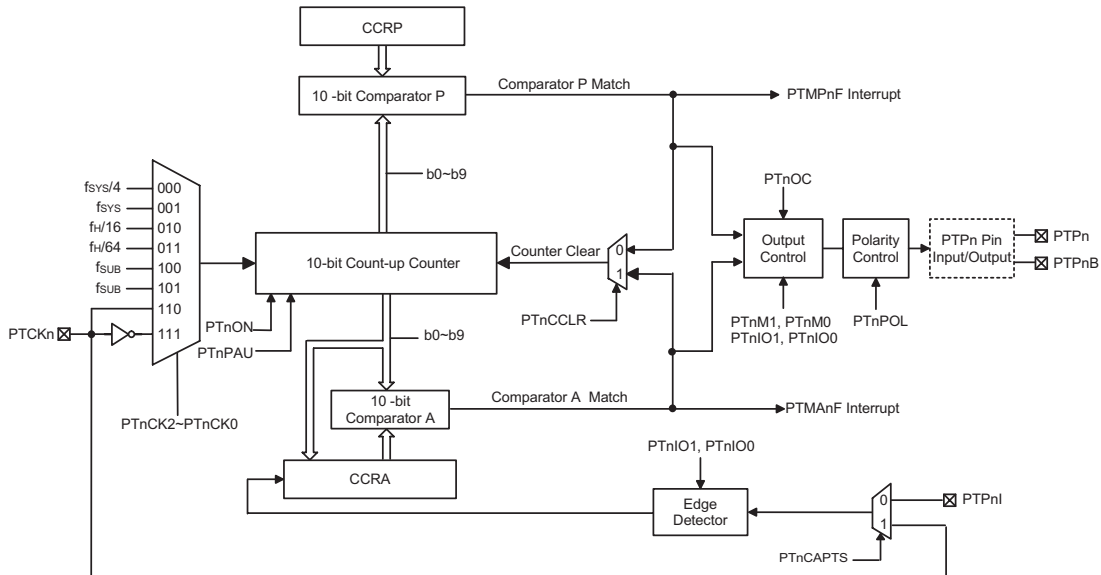 CCRP
10 -bit Comparator P
Comparator P Match
PTMPnF Interrupt
b0~b9
fSYS/4
000
fSYS
001
fH/16
010
fH/64
011
fSUB
100
fSUB
101
110
111
PTCKn
PTnCK2~PTnCK0
10-bit Count-up Counter
PTnON
PTnPAU
Counter Clear
0
1
PTnCCLR
PTnOC
Output
Control
PTnM1, PTnM0
PTnIO1, PTnIO0
Polarity
Control
PTnPOL
PTPn Pin
Input/Output
PTPn
PTPnB
b0~b9
10 -bit
Comparator A
Comparator A Match
PTMAnF Interrupt
CCRA
PTnIO1, PTnIO0
Edge
Detector
0
1
PTPnI
PTnCAPTS